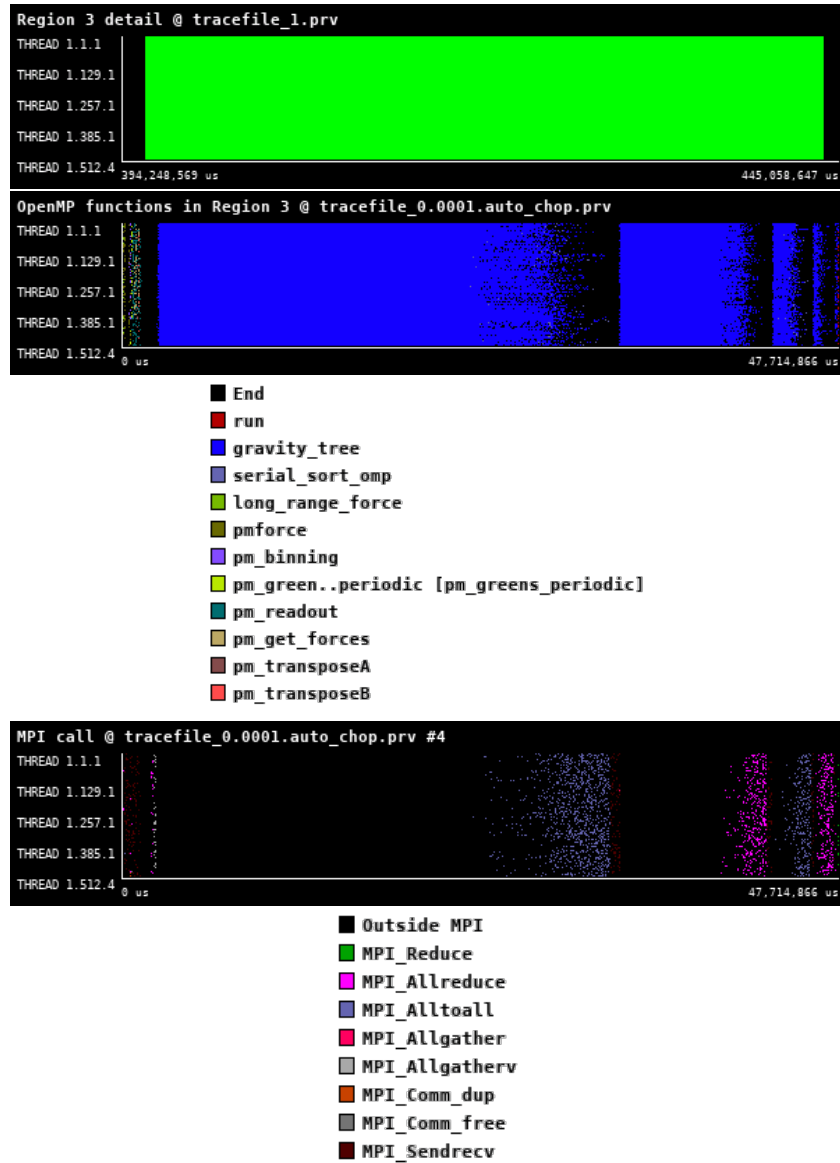 Region 3 detail @ tracefile_1.prv
THREAD 1.1.1
THREAD 1.129.1
THREAD 1.257.1
THREAD 1.385.1
THREAD 1.512.4
394,248,569 us 445,058,647 us
OpenMP functions in Region 3 @ tracefile_0.0001.auto_chop.prv
THREAD 1.1.1
THREAD 1.129.1
THREAD 1.257.1
THREAD 1.385.1
THREAD 1.512.4
0 us 47,714,866 us
End
run
gravity_tree
serial_sort_omp
long_range_force
pmforce
pm_binning
pm_green..periodic [pm_greens_periodic]
pm_readout
pm_get_forces
pm_transposeA
pm_transposeB
MPI call @ tracefile_0.0001.auto_chop.prv #4
THREAD 1.1.1
THREAD 1.129.1
THREAD 1.257.1
THREAD 1.385.1
THREAD 1.512.4
0 us 47,714,866 us
Outside MPI
MPI_Reduce
MPI_Allreduce
MPI_Alltoall
MPI_Allgather
MPI_Allgatherv
MPI_Comm_dup
MPI_Comm_free
MPI_Sendrecv